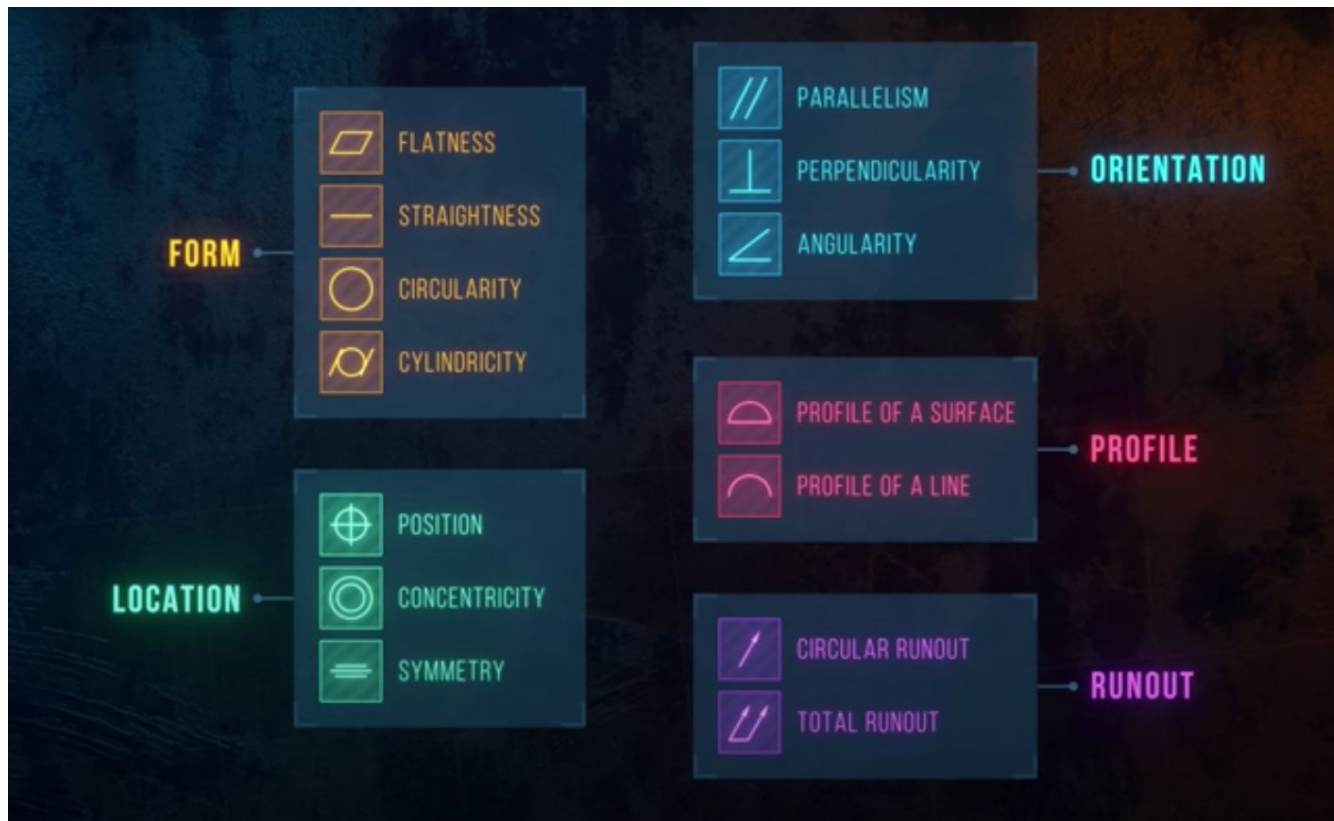 FORM
FLATNESS
STRAIGHTNESS
CIRCULARITY
CYLINDRICITY
LOCATION
POSITION
CONCENTRICITY
SYMMETRY
PARALLELISM
PERPENDICULARITY
ANGULARITY
ORIENTATION
PROFILE OF A SURFACE
PROFILE OF A LINE
PROFILE
CIRCULAR RUNOUT
TOTAL RUNOUT
RUNOUT